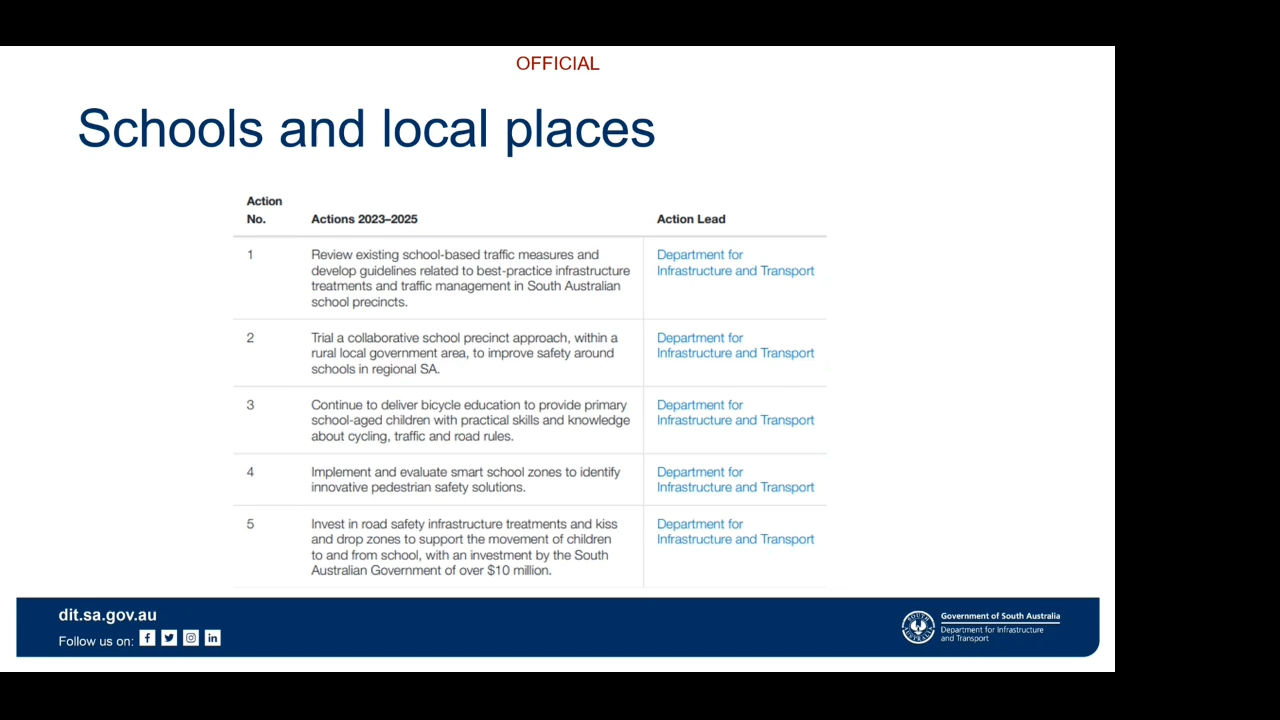 OFFICIAL
Schools and local places
Action
No.
Actions 2023–2025
Action Lead
1
Review existing school-based traffic measures and
develop guidelines related to best-practice infrastructure
treatments and traffic management in South Australian
school precincts.
Department for
Infrastructure and Transport
2
Trial a collaborative school precinct approach, within a
rural local government area, to improve safety around
schools in regional SA.
Department for
Infrastructure and Transport
3
Continue to deliver bicycle education to provide primary
school-aged children with practical skills and knowledge
about cycling, traffic and road rules.
Department for
Infrastructure and Transport
4
Implement and evaluate smart school zones to identify
innovative pedestrian safety solutions.
Department for
Infrastructure and Transport
5
Invest in road safety infrastructure treatments and kiss
and drop zones to support the movement of children
to and from school, with an investment by the South
Australian Government of over $10 million.
Department for
Infrastructure and Transport
dit.sa.gov.au
Follow us on:
Government of South Australia
Department for Infrastructure
and Transport